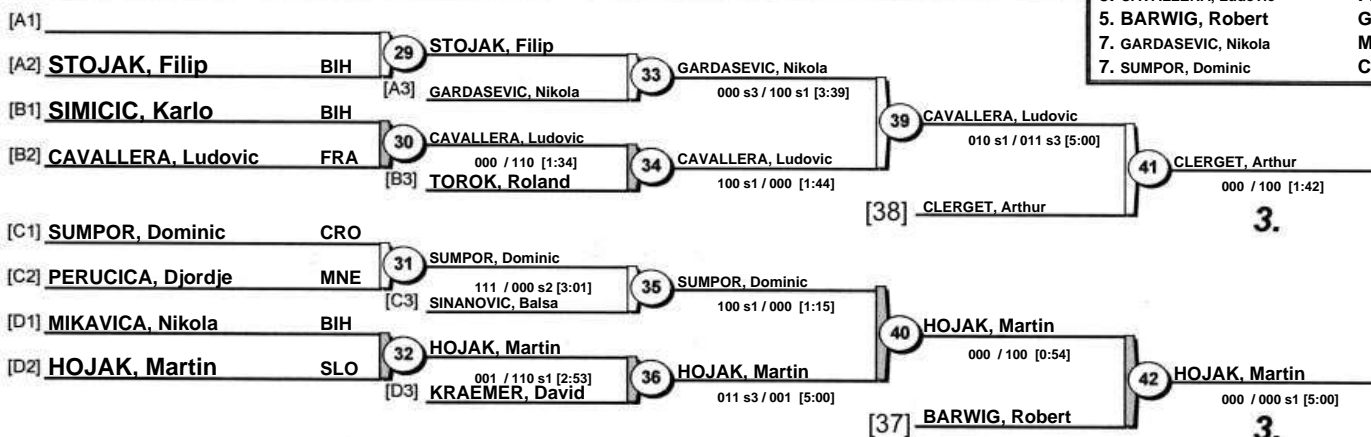 5. BARWIG, Robert G
7. GARDASEVIC, Nikola M
7. SUMPOR, Dominic C
[A1]
[A2] STOJAK, Filip BIH
29 STOJAK, Filip
[A3] GARDASEVIC, Nikola
33 GARDASEVIC, Nikola
000 s3 / 100 s1 [3:39]
[B1] SIMICIC, Karlo BIH
[B2] CAVALLERA, Ludovic FRA
30 CAVALLERA, Ludovic
000 / 110 [1:34]
[B3] TOROK, Roland
34 CAVALLERA, Ludovic
100 s1 / 000 [1:44]
39 CAVALLERA, Ludovic
010 s1 / 011 s3 [5:00]
[38] CLERGET, Arthur
41 CLERGET, Arthur
000 / 100 [1:42]
3.
[C1] SUMPOR, Dominic CRO
[C2] PERUCICA, Djordje MNE
31 SUMPOR, Dominic
111 / 000 s2 [3:01]
[C3] SINANOVIC, Balsa
35 SUMPOR, Dominic
100 s1 / 000 [1:15]
[D1] MIKAVICA, Nikola BIH
[D2] HOJAK, Martin SLO
32 HOJAK, Martin
001 / 110 s1 [2:53]
[D3] KRAEMER, David
36 HOJAK, Martin
011 s3 / 001 [5:00]
40 HOJAK, Martin
000 / 100 [0:54]
[37] BARWIG, Robert
42 HOJAK, Martin
000 / 000 s1 [5:00]
3.